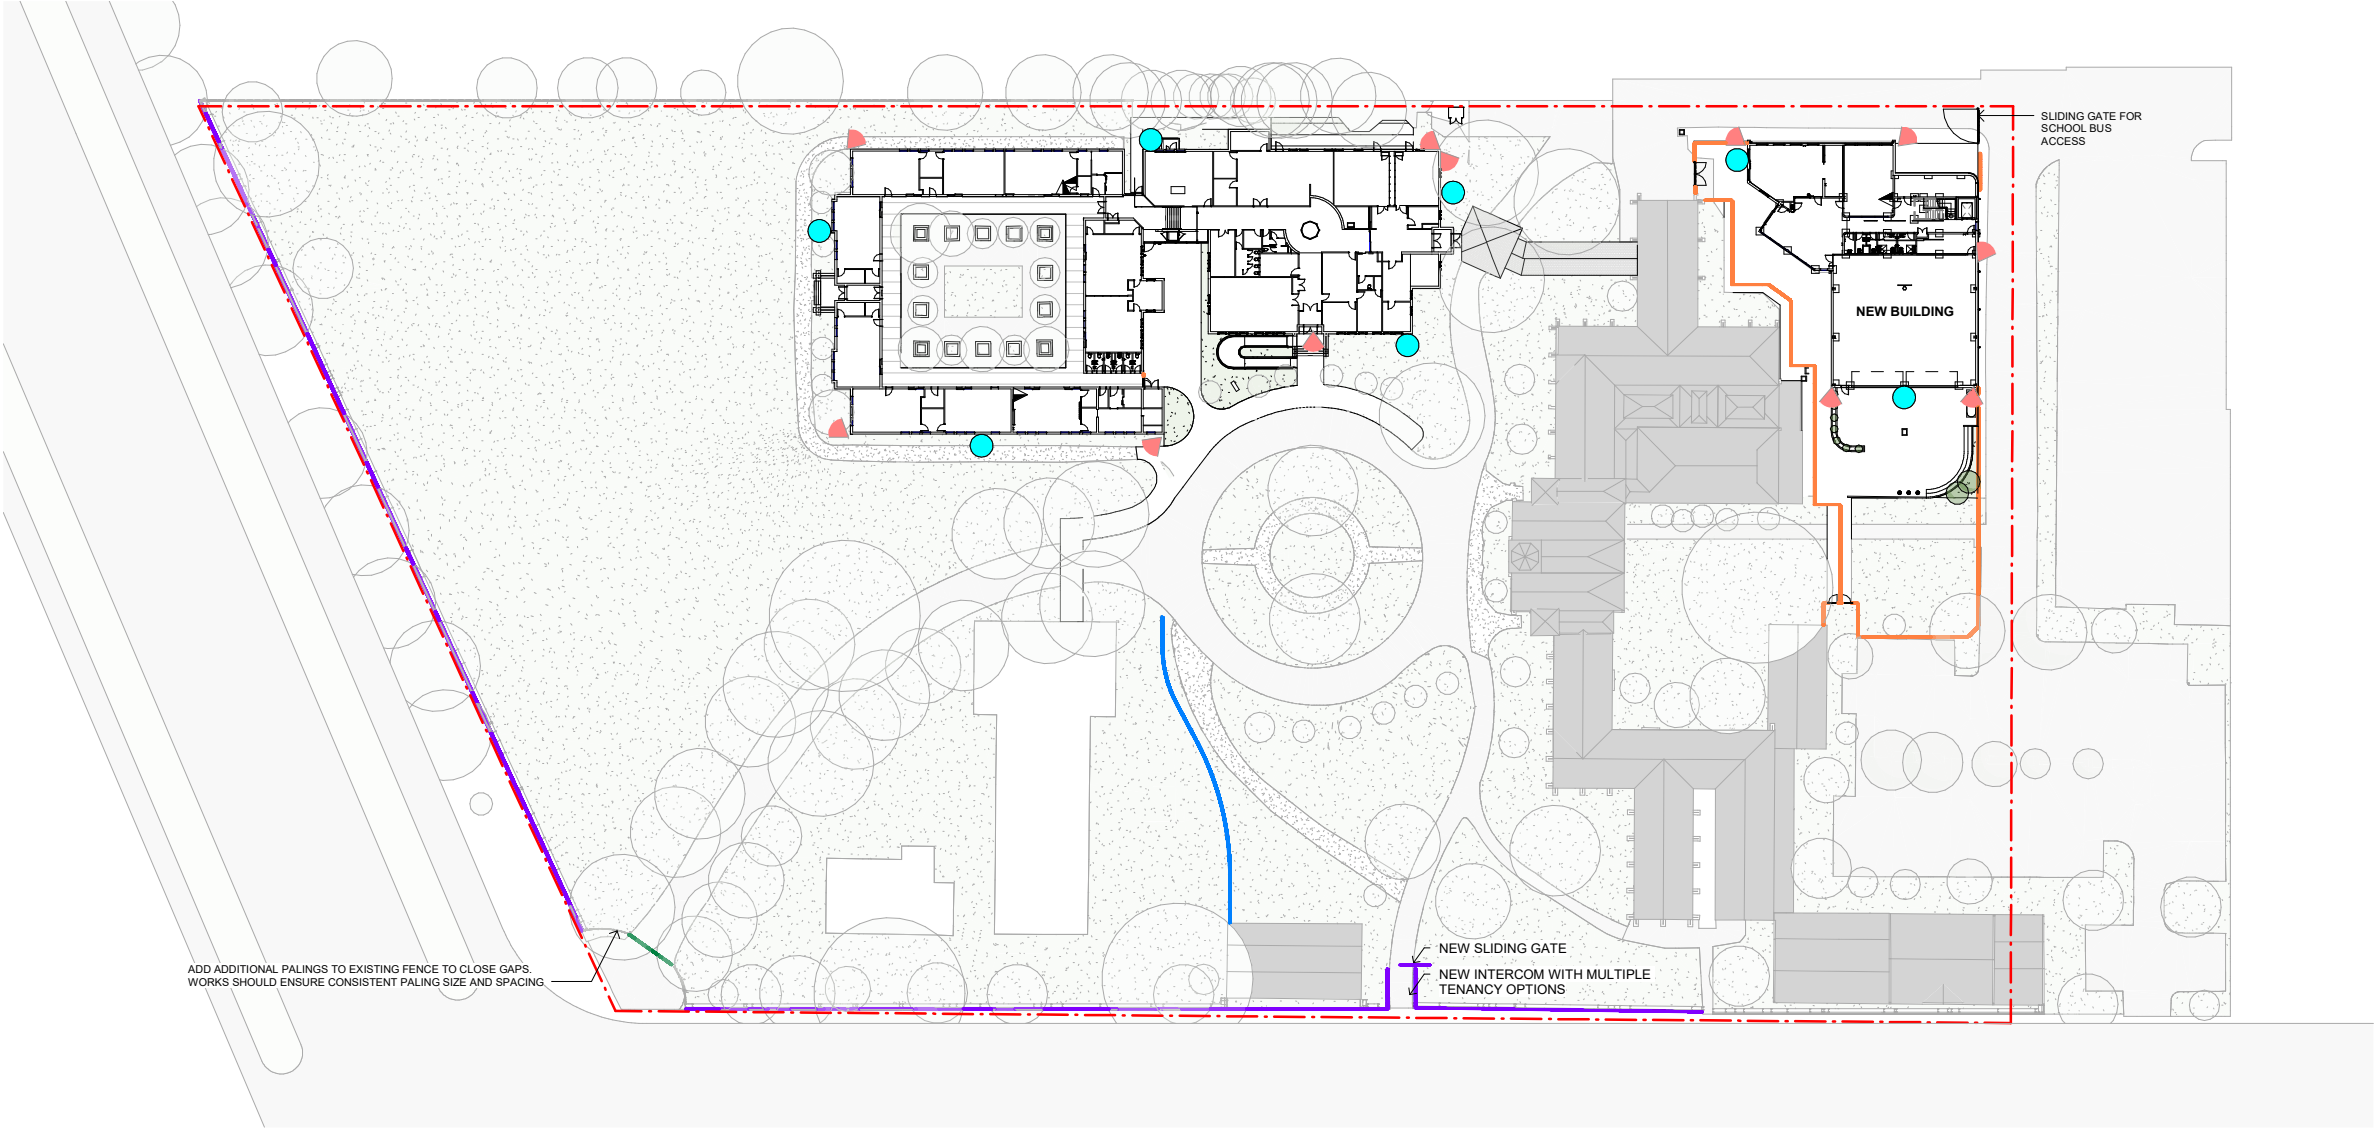 SLIDING GATE FOR
SCHOOL BUS
ACCESS
NEW BUILDING
NEW SLIDING GATE
NEW INTERCOM WITH MULTIPLE
TENANCY OPTIONS
ADD ADDITIONAL PALINGS TO EXISTING FENCE TO CLOSE GAPS.
WORKS SHOULD ENSURE CONSISTENT PALING SIZE AND SPACING